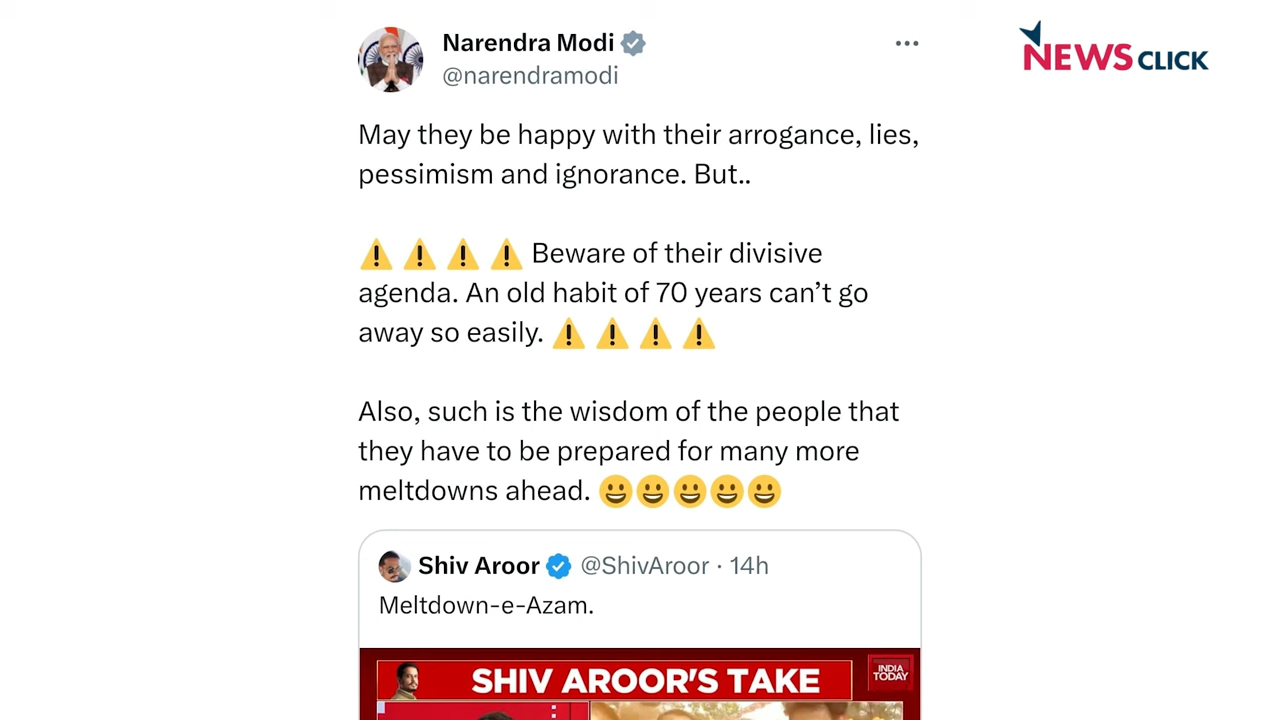 Narendra Modi
@narendramodi
NEWS CLICK
May they be happy with their arrogance, lies,
pessimism and ignorance. But..
⚠️ ⚠️ ⚠️ ⚠️ Beware of their divisive
agenda. An old habit of 70 years can’t go
away so easily. ⚠️ ⚠️ ⚠️ ⚠️
Also, such is the wisdom of the people that
they have to be prepared for many more
meltdowns ahead. 😀😀😀😀😀
Shiv Aroor @ShivAroor · 14h
Meltdown-e-Azam.
SHIV AROOR'S TAKE
INDIA
TODAY